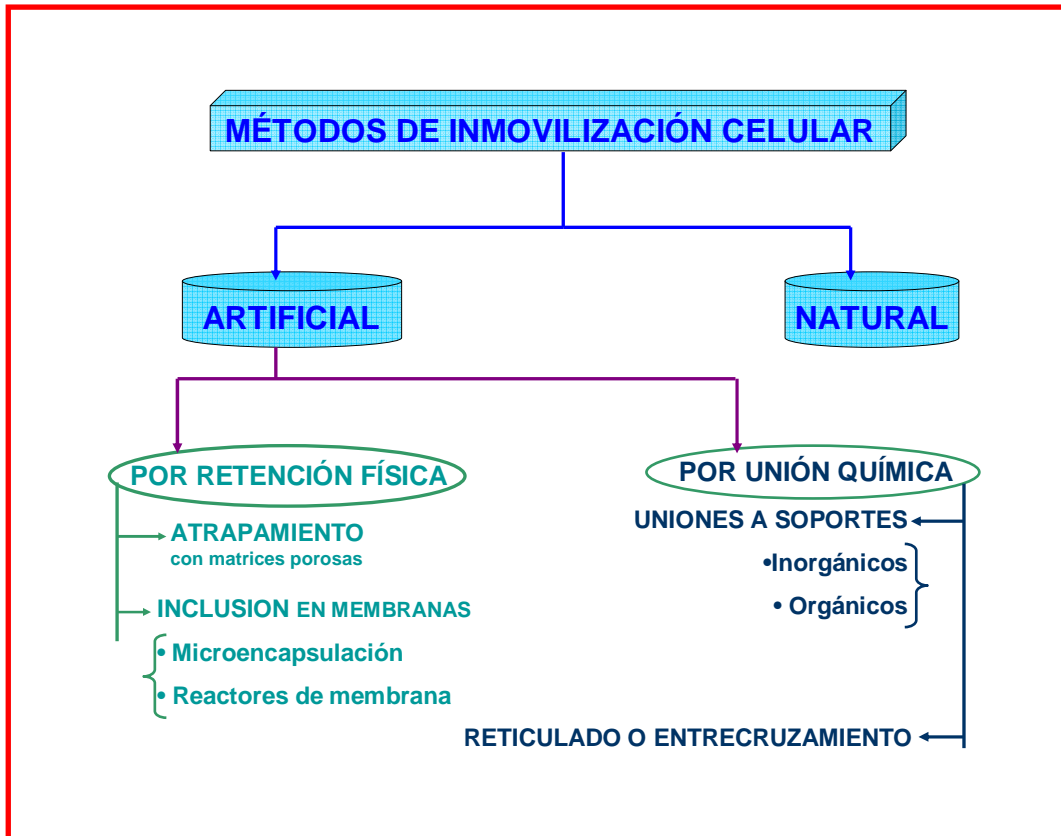 MÉTODOS DE INMOVILIZACIÓN CELULAR
ARTIFICIAL
NATURAL
POR RETENCIÓN FÍSICA
ATRAPAMIENTO
con matrices porosas
INCLUSION EN MEMBRANAS
• Microencapsulación
• Reactores de membrana
POR UNIÓN QUÍMICA
UNIONES A SOPORTES
•Inorgánicos
• Orgánicos
RETICULADO O ENTRECRUZAMIENTO